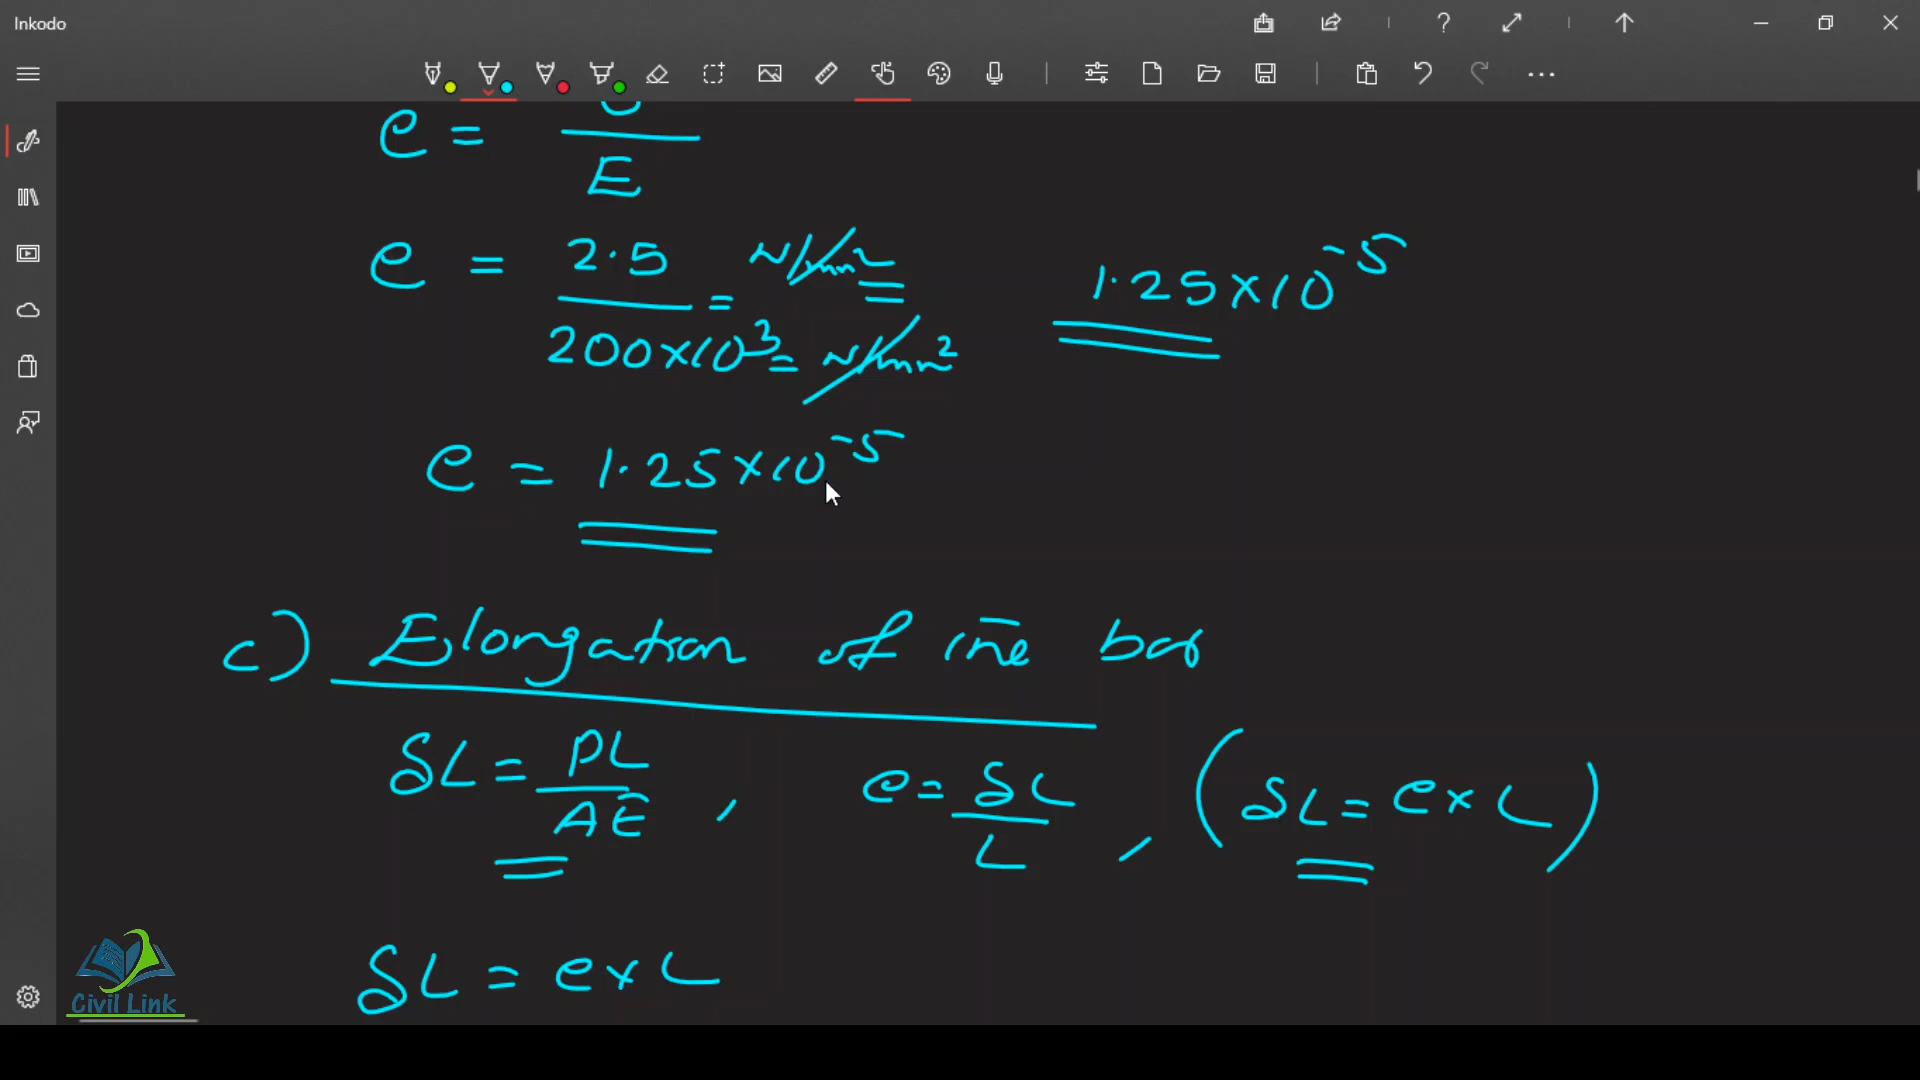 Inkodo
e = σ/E
e = 2.5 / 200×10³ = N/mm² / N/mm² 1.25×10⁻⁵
e = 1.25×10⁻⁵
c) Elongation of the bar
δL = PL/AE , e = δL/L , (δL = e×L)
δL = e×L
Civil Link